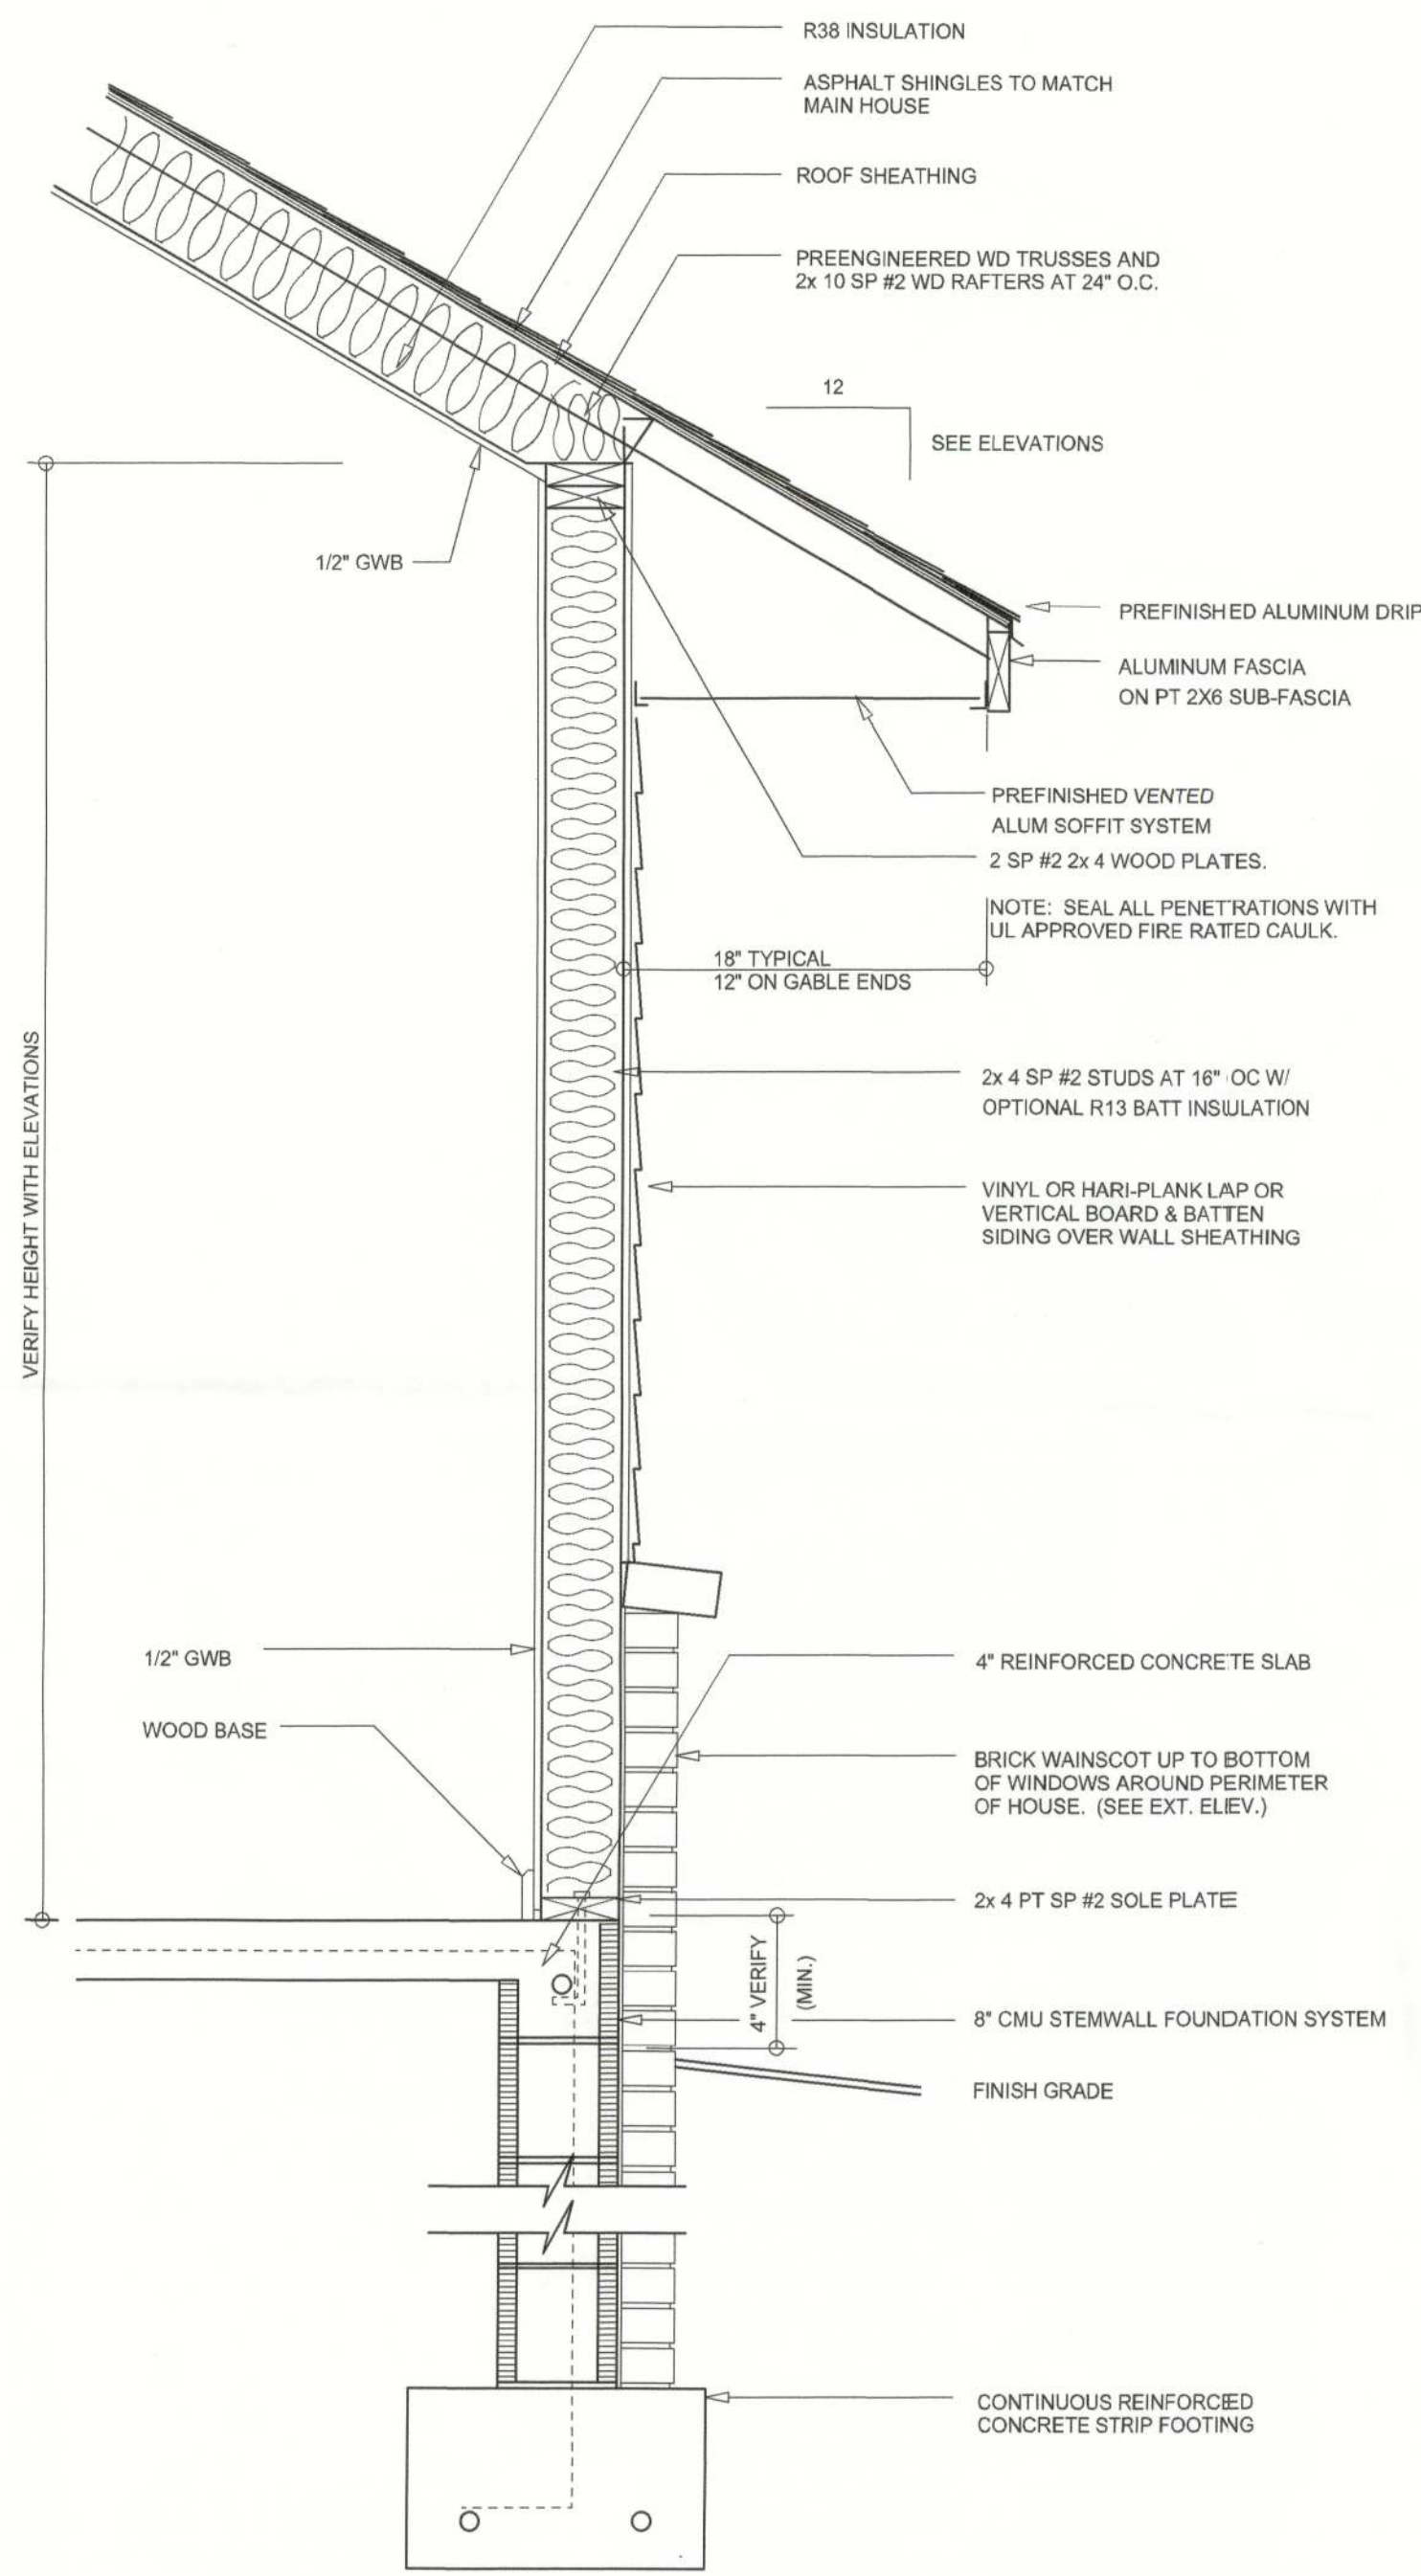 R38 INSULATION
ASPHALT SHINGLES TO MATCH
MAIN HOUSE
ROOF SHEATHING
PREENGINEERED WD TRUSSES AND
2x 10 SP #2 WD RAFTERS AT 24" O.C.
12
SEE ELEVATIONS
1/2" GWB
PREFINISHED ALUMINUM DRIP
ALUMINUM FASCIA
ON PT 2X6 SUB-FASCIA
PREFINISHED VENTED
ALUM SOFFIT SYSTEM
2 SP #2 2x 4 WOOD PLATES.
NOTE: SEAL ALL PENETRATIONS WITH
UL APPROVED FIRE RATTED CAULK.
18" TYPICAL
12" ON GABLE ENDS
VERIFY HEIGHT WITH ELEVATIONS
2x 4 SP #2 STUDS AT 16" OC W/
OPTIONAL R13 BATT INSULATION
VINYL OR HARI-PLANK LAP OR
VERTICAL BOARD & BATTEN
SIDING OVER WALL SHEATHING
1/2" GWB
4" REINFORCED CONCRETE SLAB
WOOD BASE
BRICK WAINSCOT UP TO BOTTOM
OF WINDOWS AROUND PERIMETER
OF HOUSE. (SEE EXT. ELEV.)
2x 4 PT SP #2 SOLE PLATE
4" VERIFY
(MIN.)
8" CMU STEMWALL FOUNDATION SYSTEM
FINISH GRADE
CONTINUOUS REINFORCED
CONCRETE STRIP FOOTING